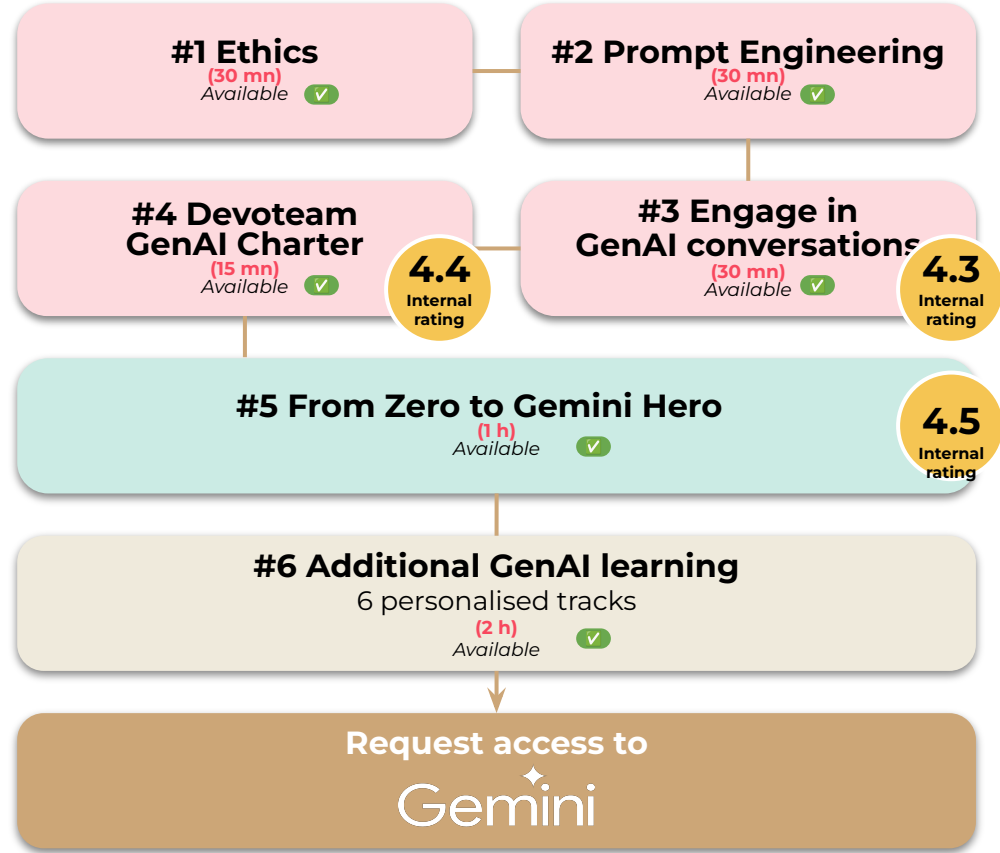 #1 Ethics
(30 mn)
Available ✅
#2 Prompt Engineering
(30 mn)
Available ✅
#3 Engage in
GenAI conversations
(30 mn)
Available ✅
4.3
Internal
rating
#4 Devoteam
GenAI Charter
(15 mn)
Available ✅
4.4
Internal
rating
#5 From Zero to Gemini Hero
(1 h)
Available ✅
4.5
Internal
rating
#6 Additional GenAI learning
6 personalised tracks
(2 h)
Available ✅
Request access to
Gemini